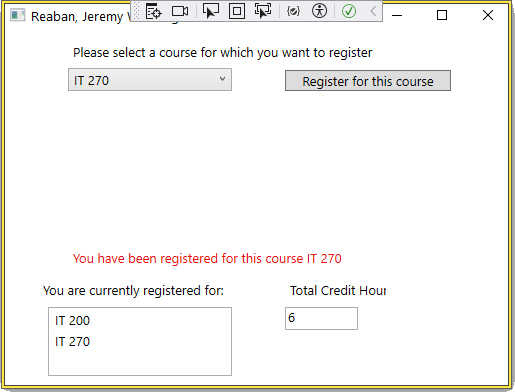 Reaban, Jeremy
Please select a course for which you want to register
IT 270
Register for this course
You have been registered for this course IT 270
You are currently registered for:
Total Credit Hour
IT 200
IT 270
6